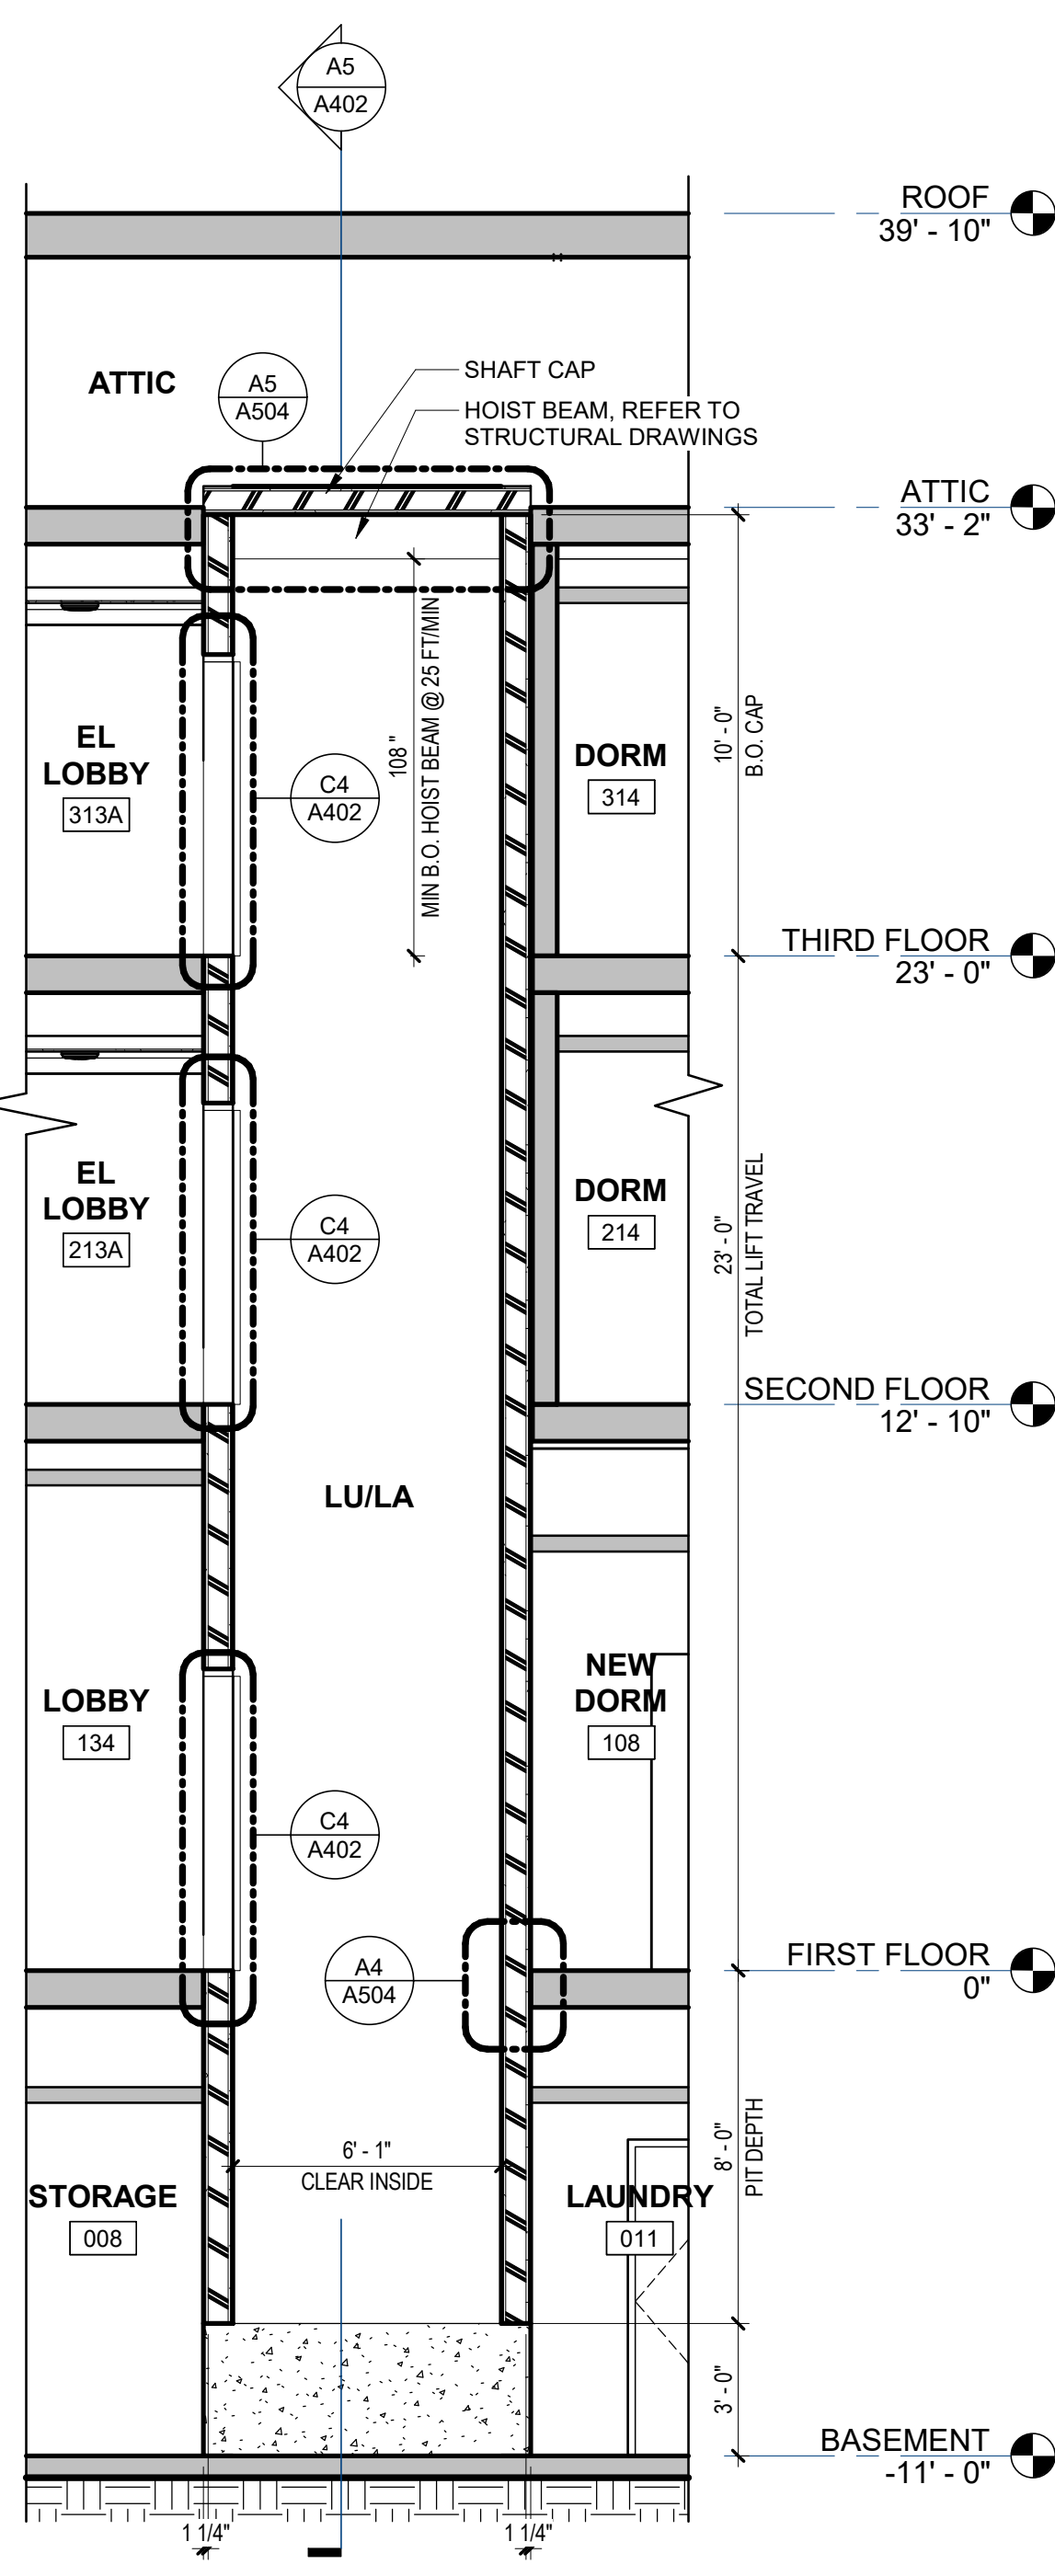 A5
A402
ROOF
39' - 10"
ATTIC
A5
A504
SHAFT CAP
HOIST BEAM, REFER TO
STRUCTURAL DRAWINGS
ATTIC
33' - 2"
EL
LOBBY
313A
C4
A402
108 "
MIN B.O. HOIST BEAM @ 25 FT/MIN
DORM
314
10' - 0"
B.O. CAP
THIRD FLOOR
23' - 0"
EL
LOBBY
213A
C4
A402
DORM
214
23' - 0"
TOTAL LIFT TRAVEL
SECOND FLOOR
12' - 10"
LU/LA
LOBBY
134
C4
A402
NEW
DORM
108
FIRST FLOOR
0"
A4
A504
8' - 0"
PIT DEPTH
6' - 1"
CLEAR INSIDE
STORAGE
008
LAUNDRY
011
3' - 0"
BASEMENT
-11' - 0"
1 1/4"
1 1/4"